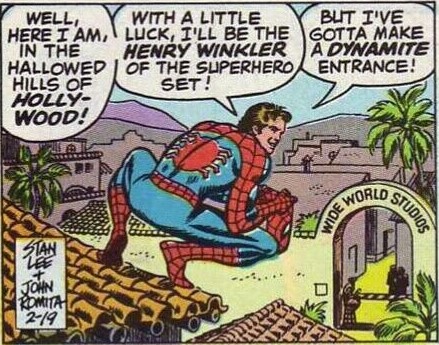 WELL,
HERE I AM,
IN THE
HALLOWED
HILLS OF
HOLLY-
WOOD!
WITH A LITTLE
LUCK, I'LL BE THE
HENRY WINKLER
OF THE SUPERHERO
SET!
BUT I'VE
GOTTA MAKE
A DYNAMITE
ENTRANCE!
WIDE WORLD STUDIOS
STAN
LEE
+
JOHN
ROMITA
2-19